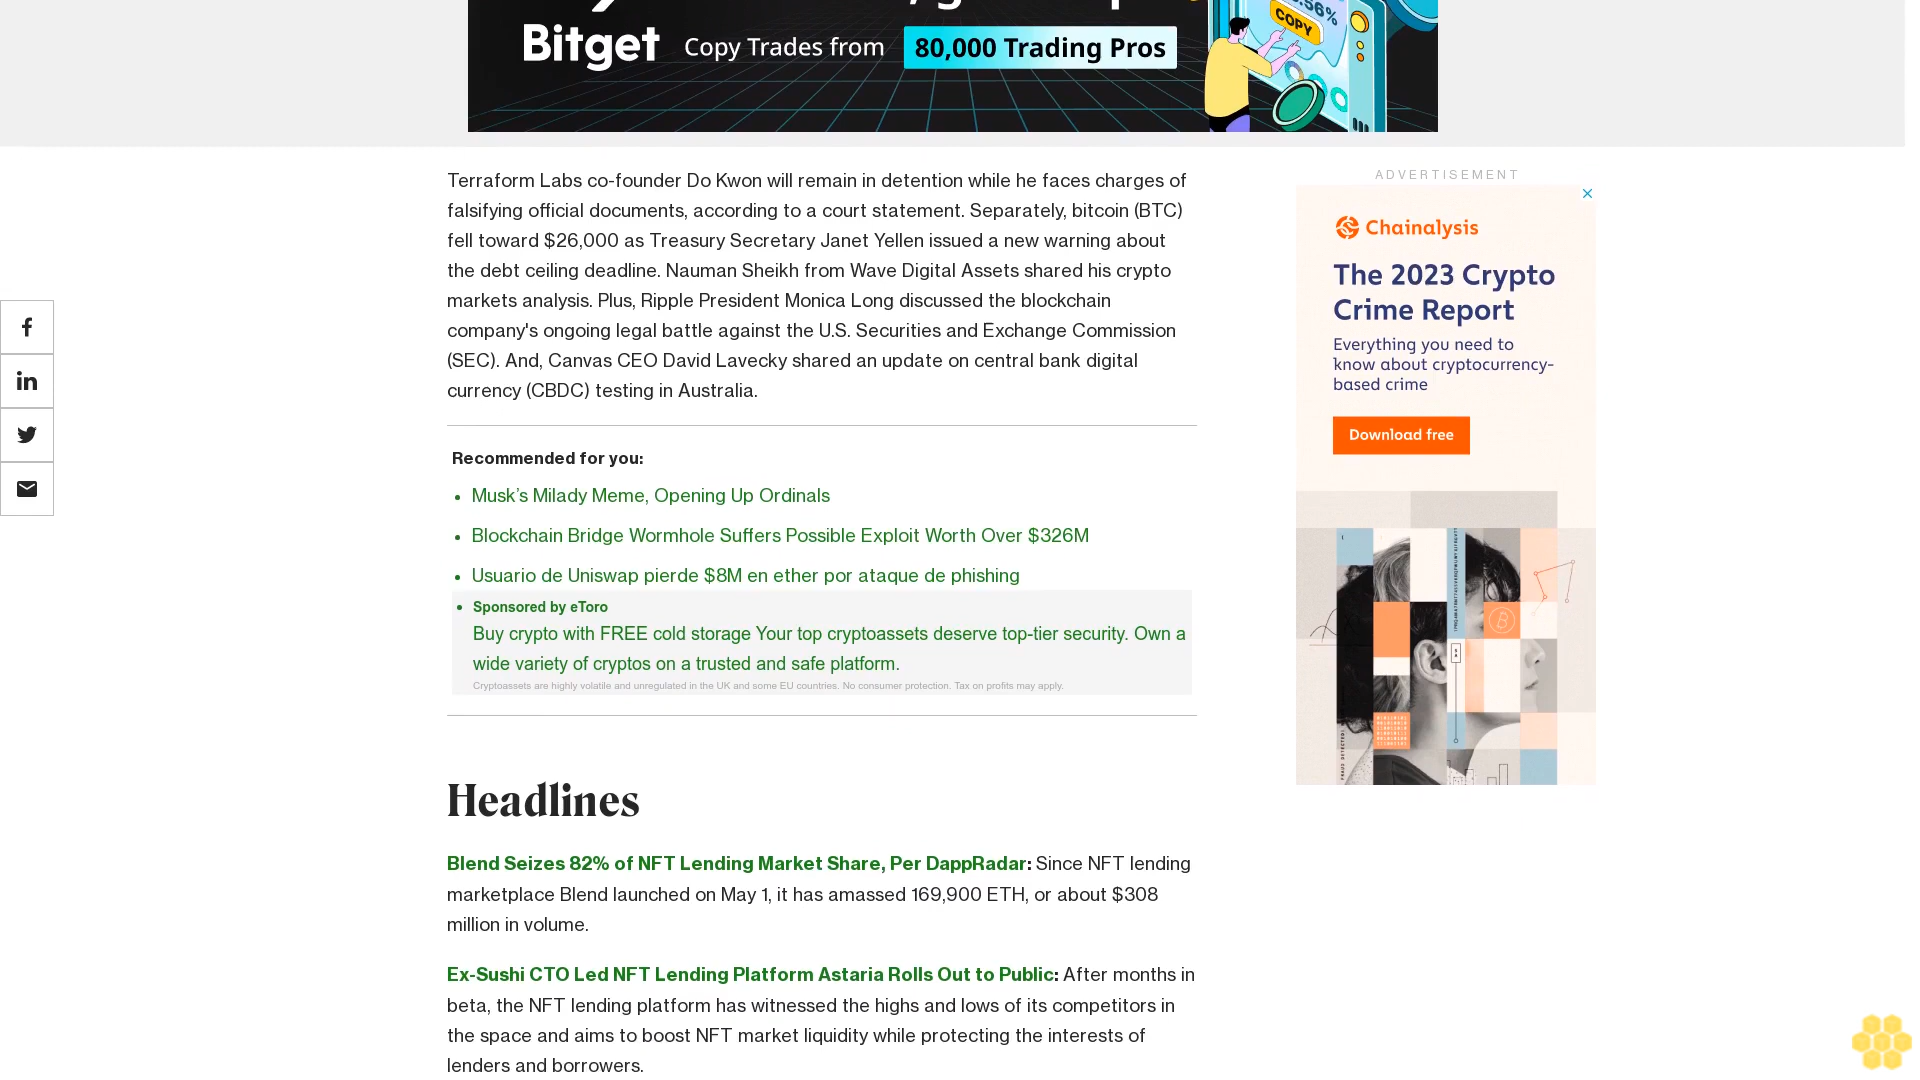 Bitget Copy Trades from 80,000 Trading Pros
COPY
Terraform Labs co-founder Do Kwon will remain in detention while he faces charges of
falsifying official documents, according to a court statement. Separately, bitcoin (BTC)
fell toward $26,000 as Treasury Secretary Janet Yellen issued a new warning about
the debt ceiling deadline. Nauman Sheikh from Wave Digital Assets shared his crypto
markets analysis. Plus, Ripple President Monica Long discussed the blockchain
company's ongoing legal battle against the U.S. Securities and Exchange Commission
(SEC). And, Canvas CEO David Lavecky shared an update on central bank digital
currency (CBDC) testing in Australia.
Recommended for you:
• Musk’s Milady Meme, Opening Up Ordinals
• Blockchain Bridge Wormhole Suffers Possible Exploit Worth Over $326M
• Usuario de Uniswap pierde $8M en ether por ataque de phishing
• Sponsored by eToro
Buy crypto with FREE cold storage Your top cryptoassets deserve top-tier security. Own a
wide variety of cryptos on a trusted and safe platform.
Cryptoassets are highly volatile and unregulated in the UK and some EU countries. No consumer protection. Tax on profits may apply.
Headlines
Blend Seizes 82% of NFT Lending Market Share, Per DappRadar: Since NFT lending
marketplace Blend launched on May 1, it has amassed 169,900 ETH, or about $308
million in volume.
Ex-Sushi CTO Led NFT Lending Platform Astaria Rolls Out to Public: After months in
beta, the NFT lending platform has witnessed the highs and lows of its competitors in
the space and aims to boost NFT market liquidity while protecting the interests of
lenders and borrowers.
ADVERTISEMENT
Chainalysis
The 2023 Crypto
Crime Report
Everything you need to
know about cryptocurrency-
based crime
Download free